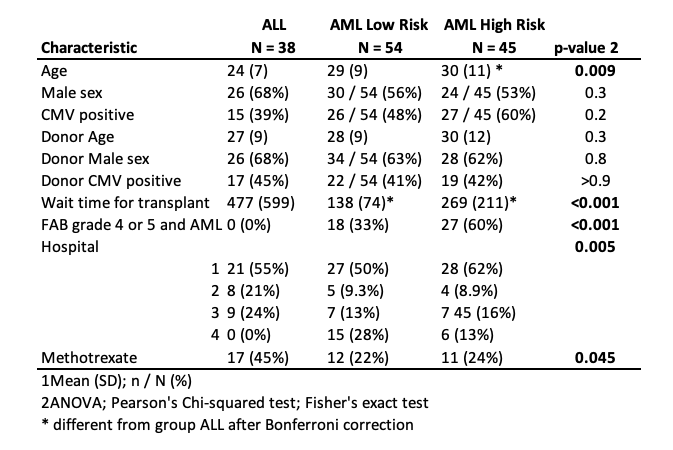 ALL AML Low Risk AML High Risk
Characteristic N = 38 N = 54 N = 45 p-value 2
Age 24 (7) 29 (9) 30 (11) * 0.009
Male sex 26 (68%) 30 / 54 (56%) 24 / 45 (53%) 0.3
CMV positive 15 (39%) 26 / 54 (48%) 27 / 45 (60%) 0.2
Donor Age 27 (9) 28 (9) 30 (12) 0.3
Donor Male sex 26 (68%) 34 / 54 (63%) 28 (62%) 0.8
Donor CMV positive 17 (45%) 22 / 54 (41%) 19 (42%) >0.9
Wait time for transplant 477 (599) 138 (74)* 269 (211)* <0.001
FAB grade 4 or 5 and AML 0 (0%) 18 (33%) 27 (60%) <0.001
Hospital 0.005
1 21 (55%) 27 (50%) 28 (62%)
2 8 (21%) 5 (9.3%) 4 (8.9%)
3 9 (24%) 7 (13%) 7 45 (16%)
4 0 (0%) 15 (28%) 6 (13%)
Methotrexate 17 (45%) 12 (22%) 11 (24%) 0.045
1Mean (SD); n / N (%)
2ANOVA; Pearson's Chi-squared test; Fisher's exact test
* different from group ALL after Bonferroni correction